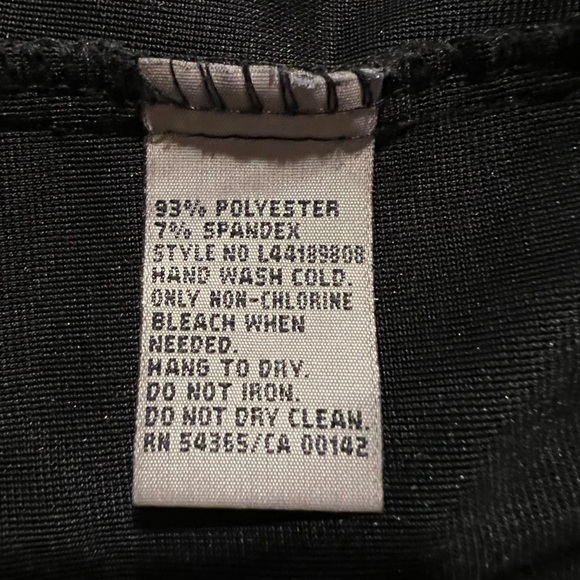 93% POLYESTER
7% SPANDEX
STYLE NO L44189808
HAND WASH COLD.
ONLY NON-CHLORINE
BLEACH WHEN
NEEDED.
HANG TO DRY.
DO NOT IRON.
DO NOT DRY CLEAN.
RN 54365/CA 00142